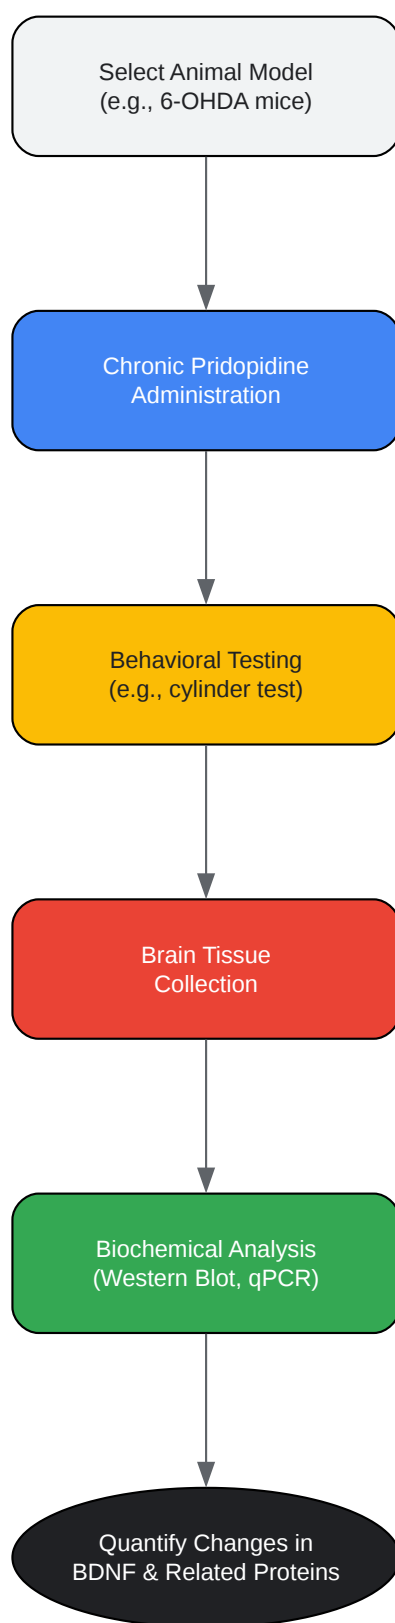 Select Animal Model
(e.g., 6-OHDA mice)
Chronic Pridopidine
Administration
Behavioral Testing
(e.g., cylinder test)
Brain Tissue
Collection
Biochemical Analysis
(Western Blot, qPCR)
Quantify Changes in
BDNF & Related Proteins